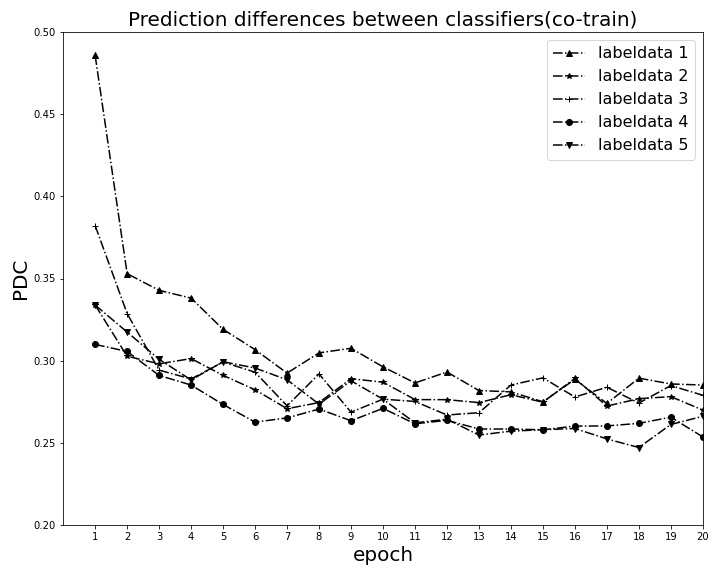 Prediction differences between classifiers(co-train)
0.50
0.45
0.40
0.35
0.30
0.25
0.20
PDC
labeldata 1
labeldata 2
labeldata 3
labeldata 4
labeldata 5
1 2 3 4 5 6 7 8 9 10 11 12 13 14 15 16 17 18 19 20
epoch